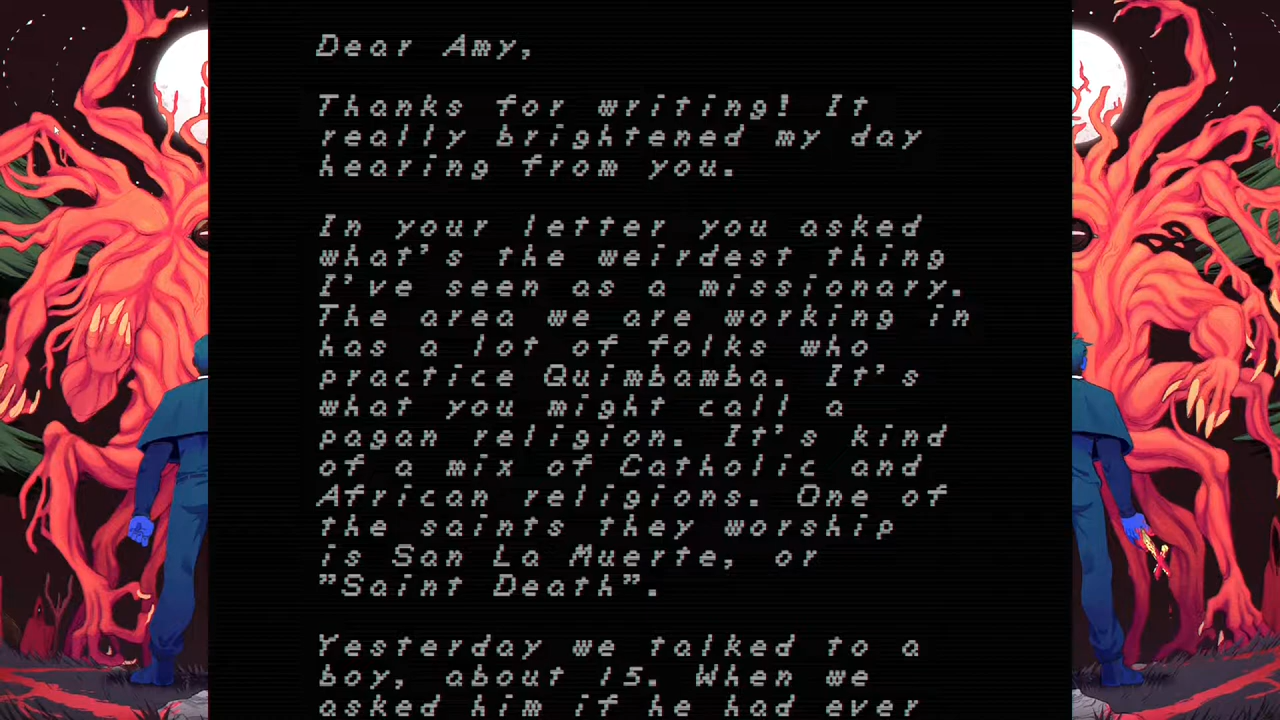 Dear Amy,
Thanks for writing! It
really brightened my day
hearing from you.
In your letter you asked
what's the weirdest thing
I've seen as a missionary.
The area we are working in
has a lot of folks who
practice Quimbamba. It's
what you might call a
pagan religion. It's kind
of a mix of Catholic and
African religions. One of
the saints they worship
is San La Muerte, or
"Saint Death".
Yesterday we talked to a
boy, about 15. When we
asked him if he had ever